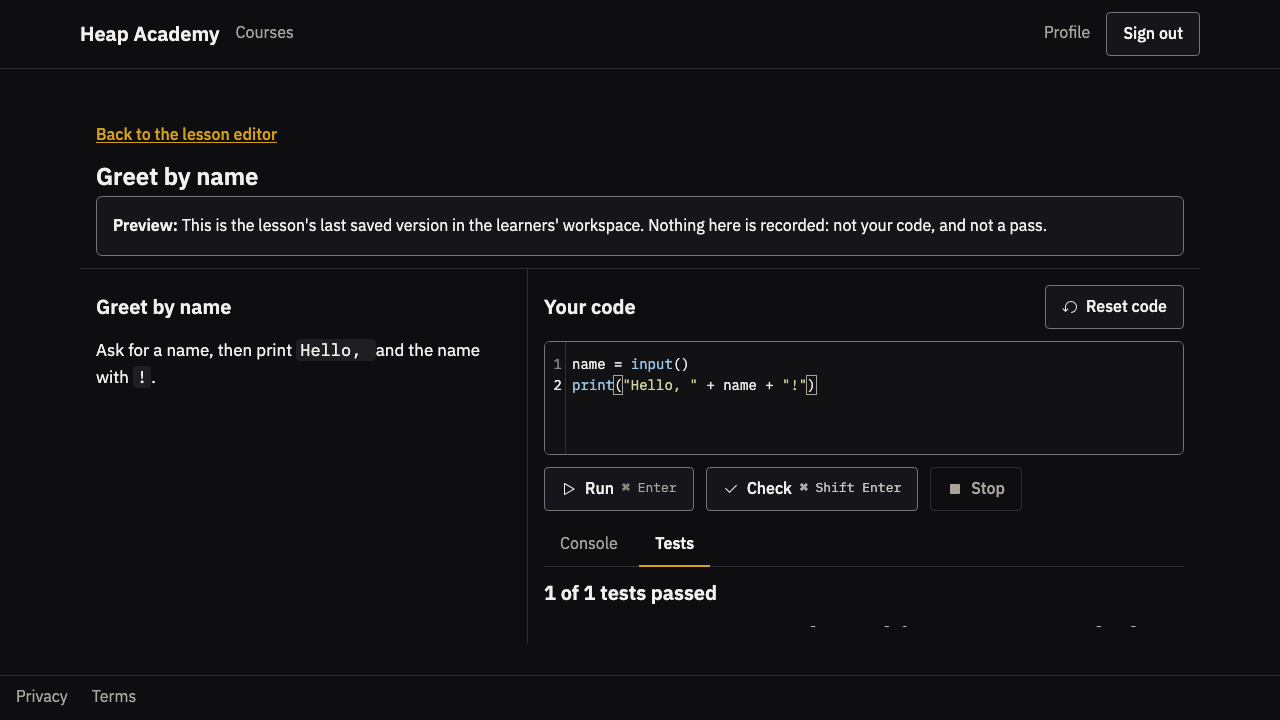 Heap Academy Courses Profile Sign out
Back to the lesson editor
Greet by name
Preview: This is the lesson's last saved version in the learners' workspace. Nothing here is recorded: not your code, and not a pass.
Greet by name
Ask for a name, then print Hello, and the name
with ! .
Your code Reset code
1 name = input()
2 print("Hello, " + name + "!")
Run ⌘ Enter Check ⌘ Shift Enter Stop
Console Tests
1 of 1 tests passed
Privacy Terms